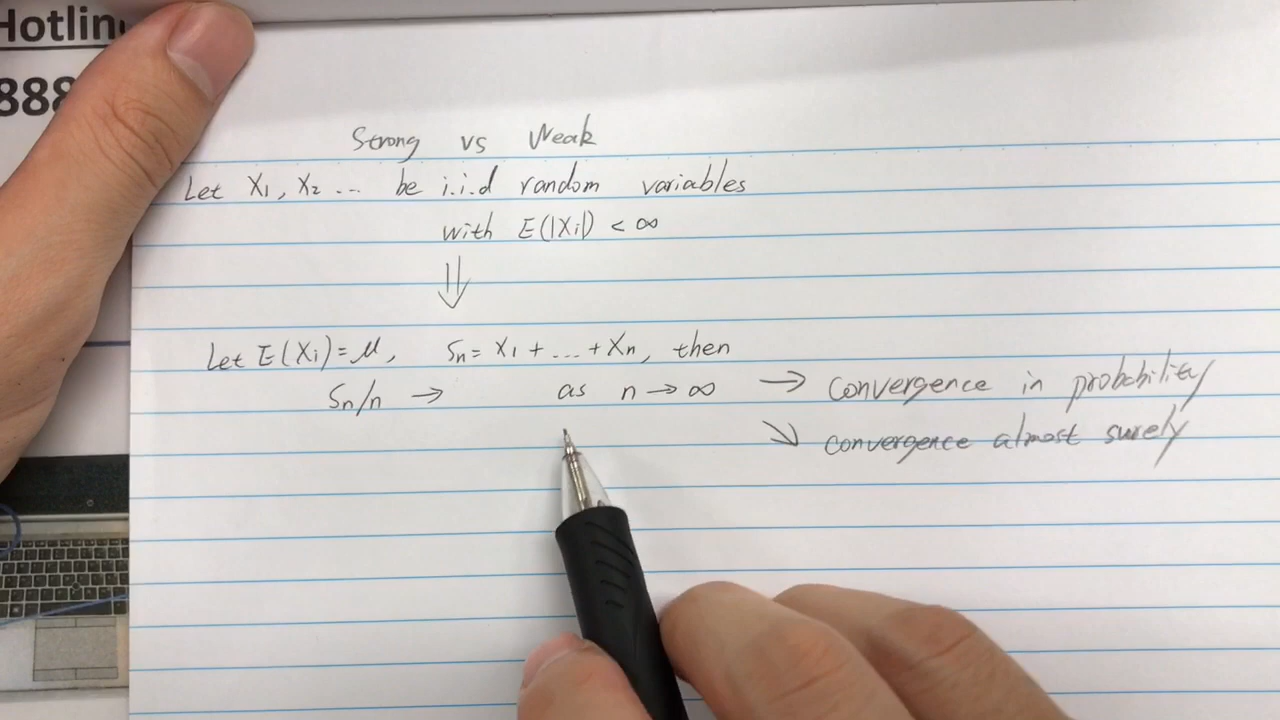 Hotlin
888
Strong vs Weak
Let X1, X2 ... be i.i.d random variables
with E(|Xi|) < ∞
⇓
Let E(Xi) = μ, Sn = X1 + ... + Xn, then
Sn/n → as n → ∞ → convergence in probability
↘ convergence almost surely